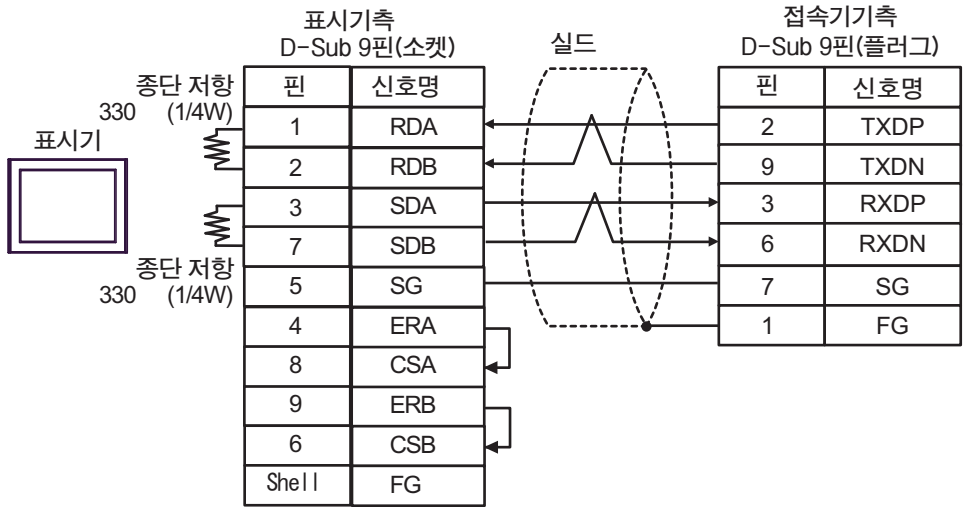 표시기측
D-Sub 9핀(소켓)
실드
접속기기측
D-Sub 9핀(플러그)
종단 저항
330 (1/4W)
표시기
핀 신호명
1 RDA
2 RDB
3 SDA
7 SDB
5 SG
4 ERA
8 CSA
9 ERB
6 CSB
Shell FG
종단 저항
330 (1/4W)
핀 신호명
2 TXDP
9 TXDN
3 RXDP
6 RXDN
7 SG
1 FG